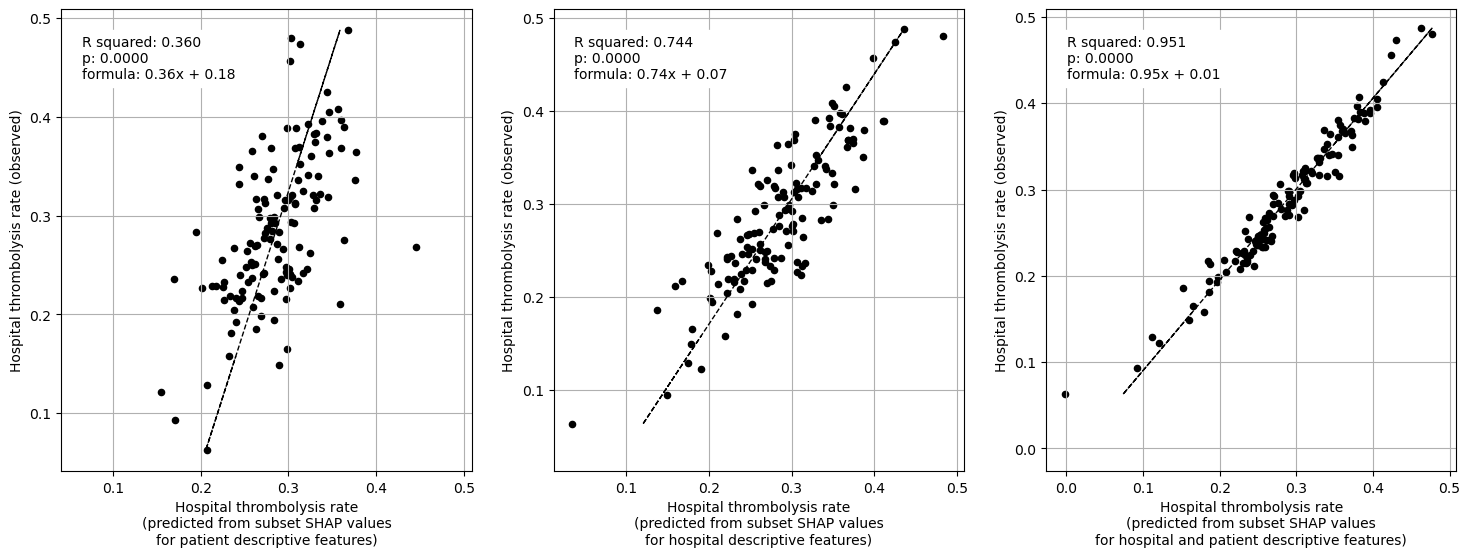 R squared: 0.360
p: 0.0000
formula: 0.36x + 0.18
Hospital thrombolysis rate (observed)
0.5
0.4
0.3
0.2
0.1
0.1 0.2 0.3 0.4 0.5
Hospital thrombolysis rate
(predicted from subset SHAP values
for patient descriptive features)
R squared: 0.744
p: 0.0000
formula: 0.74x + 0.07
Hospital thrombolysis rate (observed)
0.5
0.4
0.3
0.2
0.1
0.1 0.2 0.3 0.4 0.5
Hospital thrombolysis rate
(predicted from subset SHAP values
for hospital descriptive features)
R squared: 0.951
p: 0.0000
formula: 0.95x + 0.01
Hospital thrombolysis rate (observed)
0.5
0.4
0.3
0.2
0.1
0.0
0.0 0.1 0.2 0.3 0.4 0.5
Hospital thrombolysis rate
(predicted from subset SHAP values
for hospital and patient descriptive features)